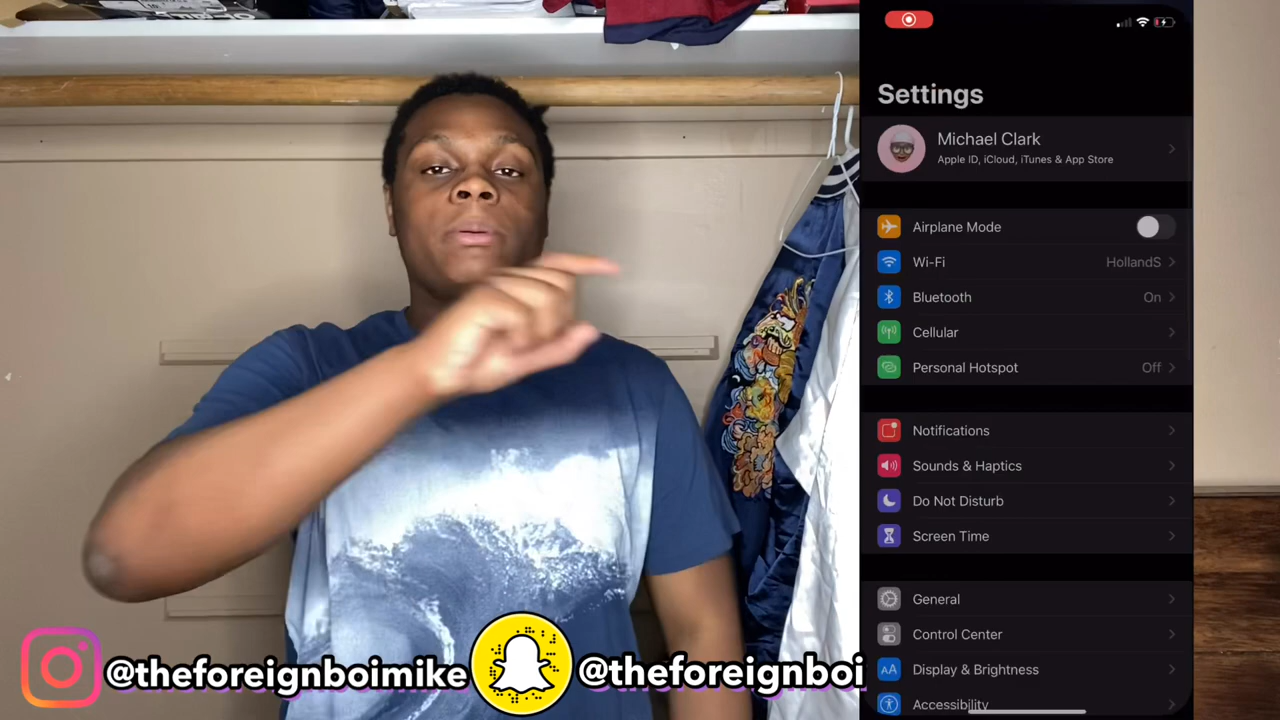 Settings
Michael Clark
Apple ID, iCloud, iTunes & App Store
Airplane Mode
Wi-Fi HollandS
Bluetooth On
Cellular
Personal Hotspot Off
Notifications
Sounds & Haptics
Do Not Disturb
Screen Time
General
Control Center
AA Display & Brightness
Accessibility
@theforeignboimike @theforeignboi